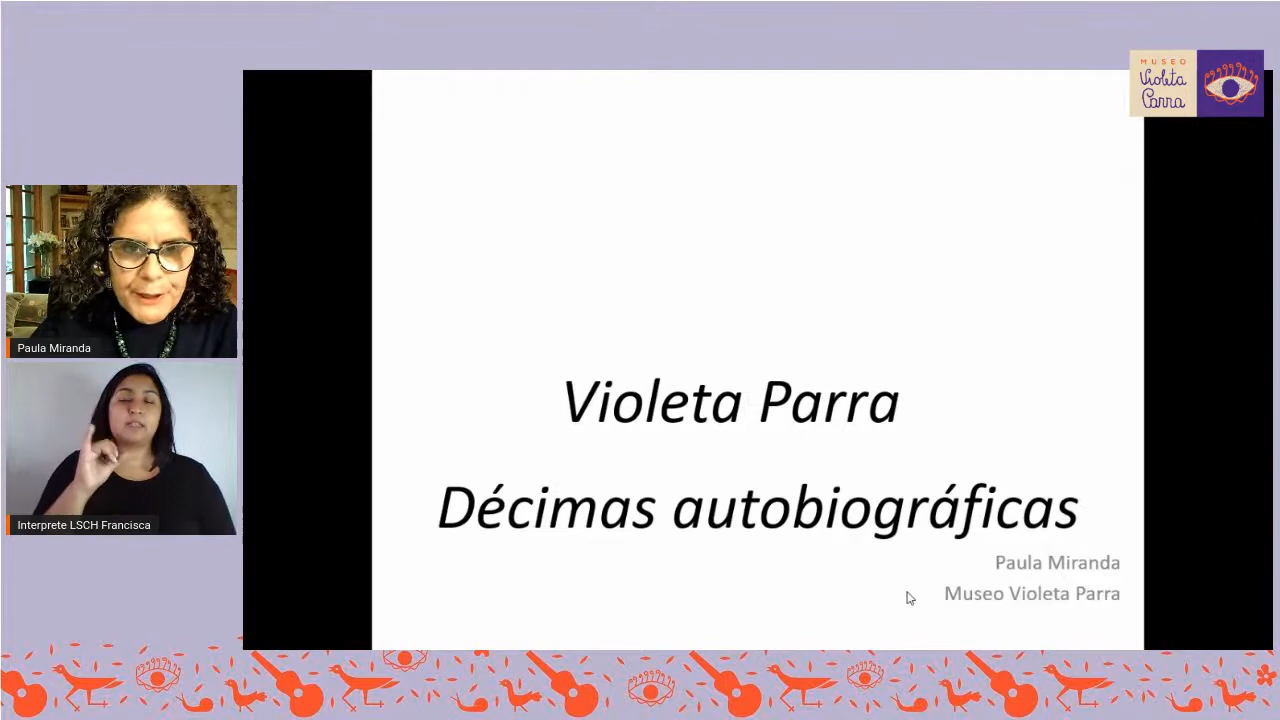 MUSEO
Violeta
Parra
Paula Miranda
Interprete LSCH Francisca
Violeta Parra
Décimas autobiográficas
Paula Miranda
Museo Violeta Parra